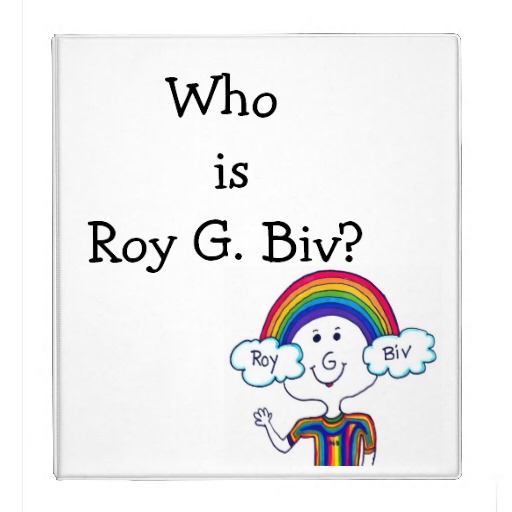 Who
is
Roy G. Biv?
Roy G Biv